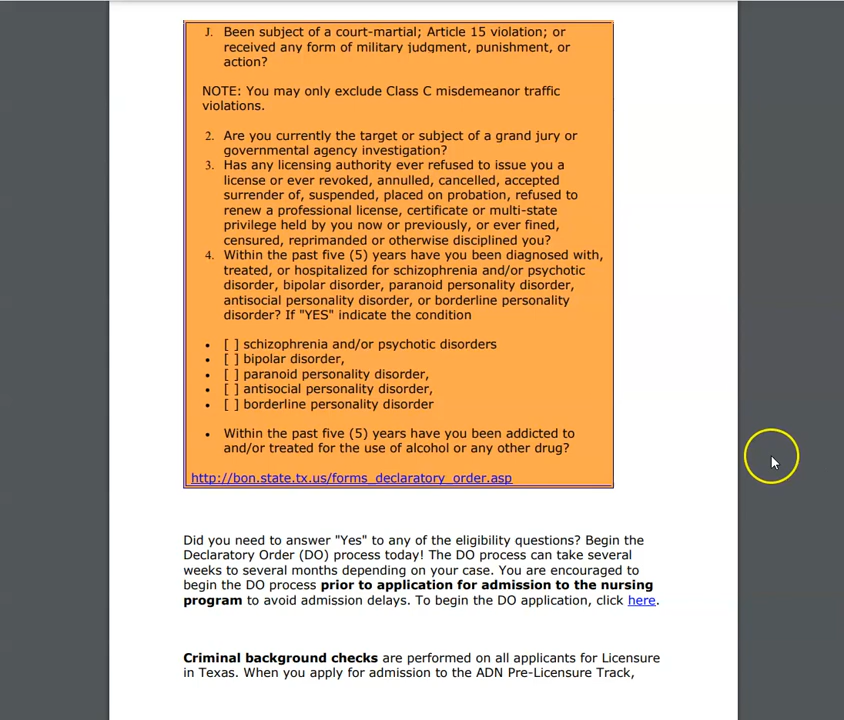 J. Been subject of a court-martial; Article 15 violation; or
received any form of military judgment, punishment, or
action?
NOTE: You may only exclude Class C misdemeanor traffic
violations.
2. Are you currently the target or subject of a grand jury or
governmental agency investigation?
3. Has any licensing authority ever refused to issue you a
license or ever revoked, annulled, cancelled, accepted
surrender of, suspended, placed on probation, refused to
renew a professional license, certificate or multi-state
privilege held by you now or previously, or ever fined,
censured, reprimanded or otherwise disciplined you?
4. Within the past five (5) years have you been diagnosed with,
treated, or hospitalized for schizophrenia and/or psychotic
disorder, bipolar disorder, paranoid personality disorder,
antisocial personality disorder, or borderline personality
disorder? If "YES" indicate the condition
• [ ] schizophrenia and/or psychotic disorders
• [ ] bipolar disorder,
• [ ] paranoid personality disorder,
• [ ] antisocial personality disorder,
• [ ] borderline personality disorder
• Within the past five (5) years have you been addicted to
and/or treated for the use of alcohol or any other drug?
http://bon.state.tx.us/forms_declaratory_order.asp
Did you need to answer "Yes" to any of the eligibility questions? Begin the
Declaratory Order (DO) process today! The DO process can take several
weeks to several months depending on your case. You are encouraged to
begin the DO process prior to application for admission to the nursing
program to avoid admission delays. To begin the DO application, click here.
Criminal background checks are performed on all applicants for Licensure
in Texas. When you apply for admission to the ADN Pre-Licensure Track,